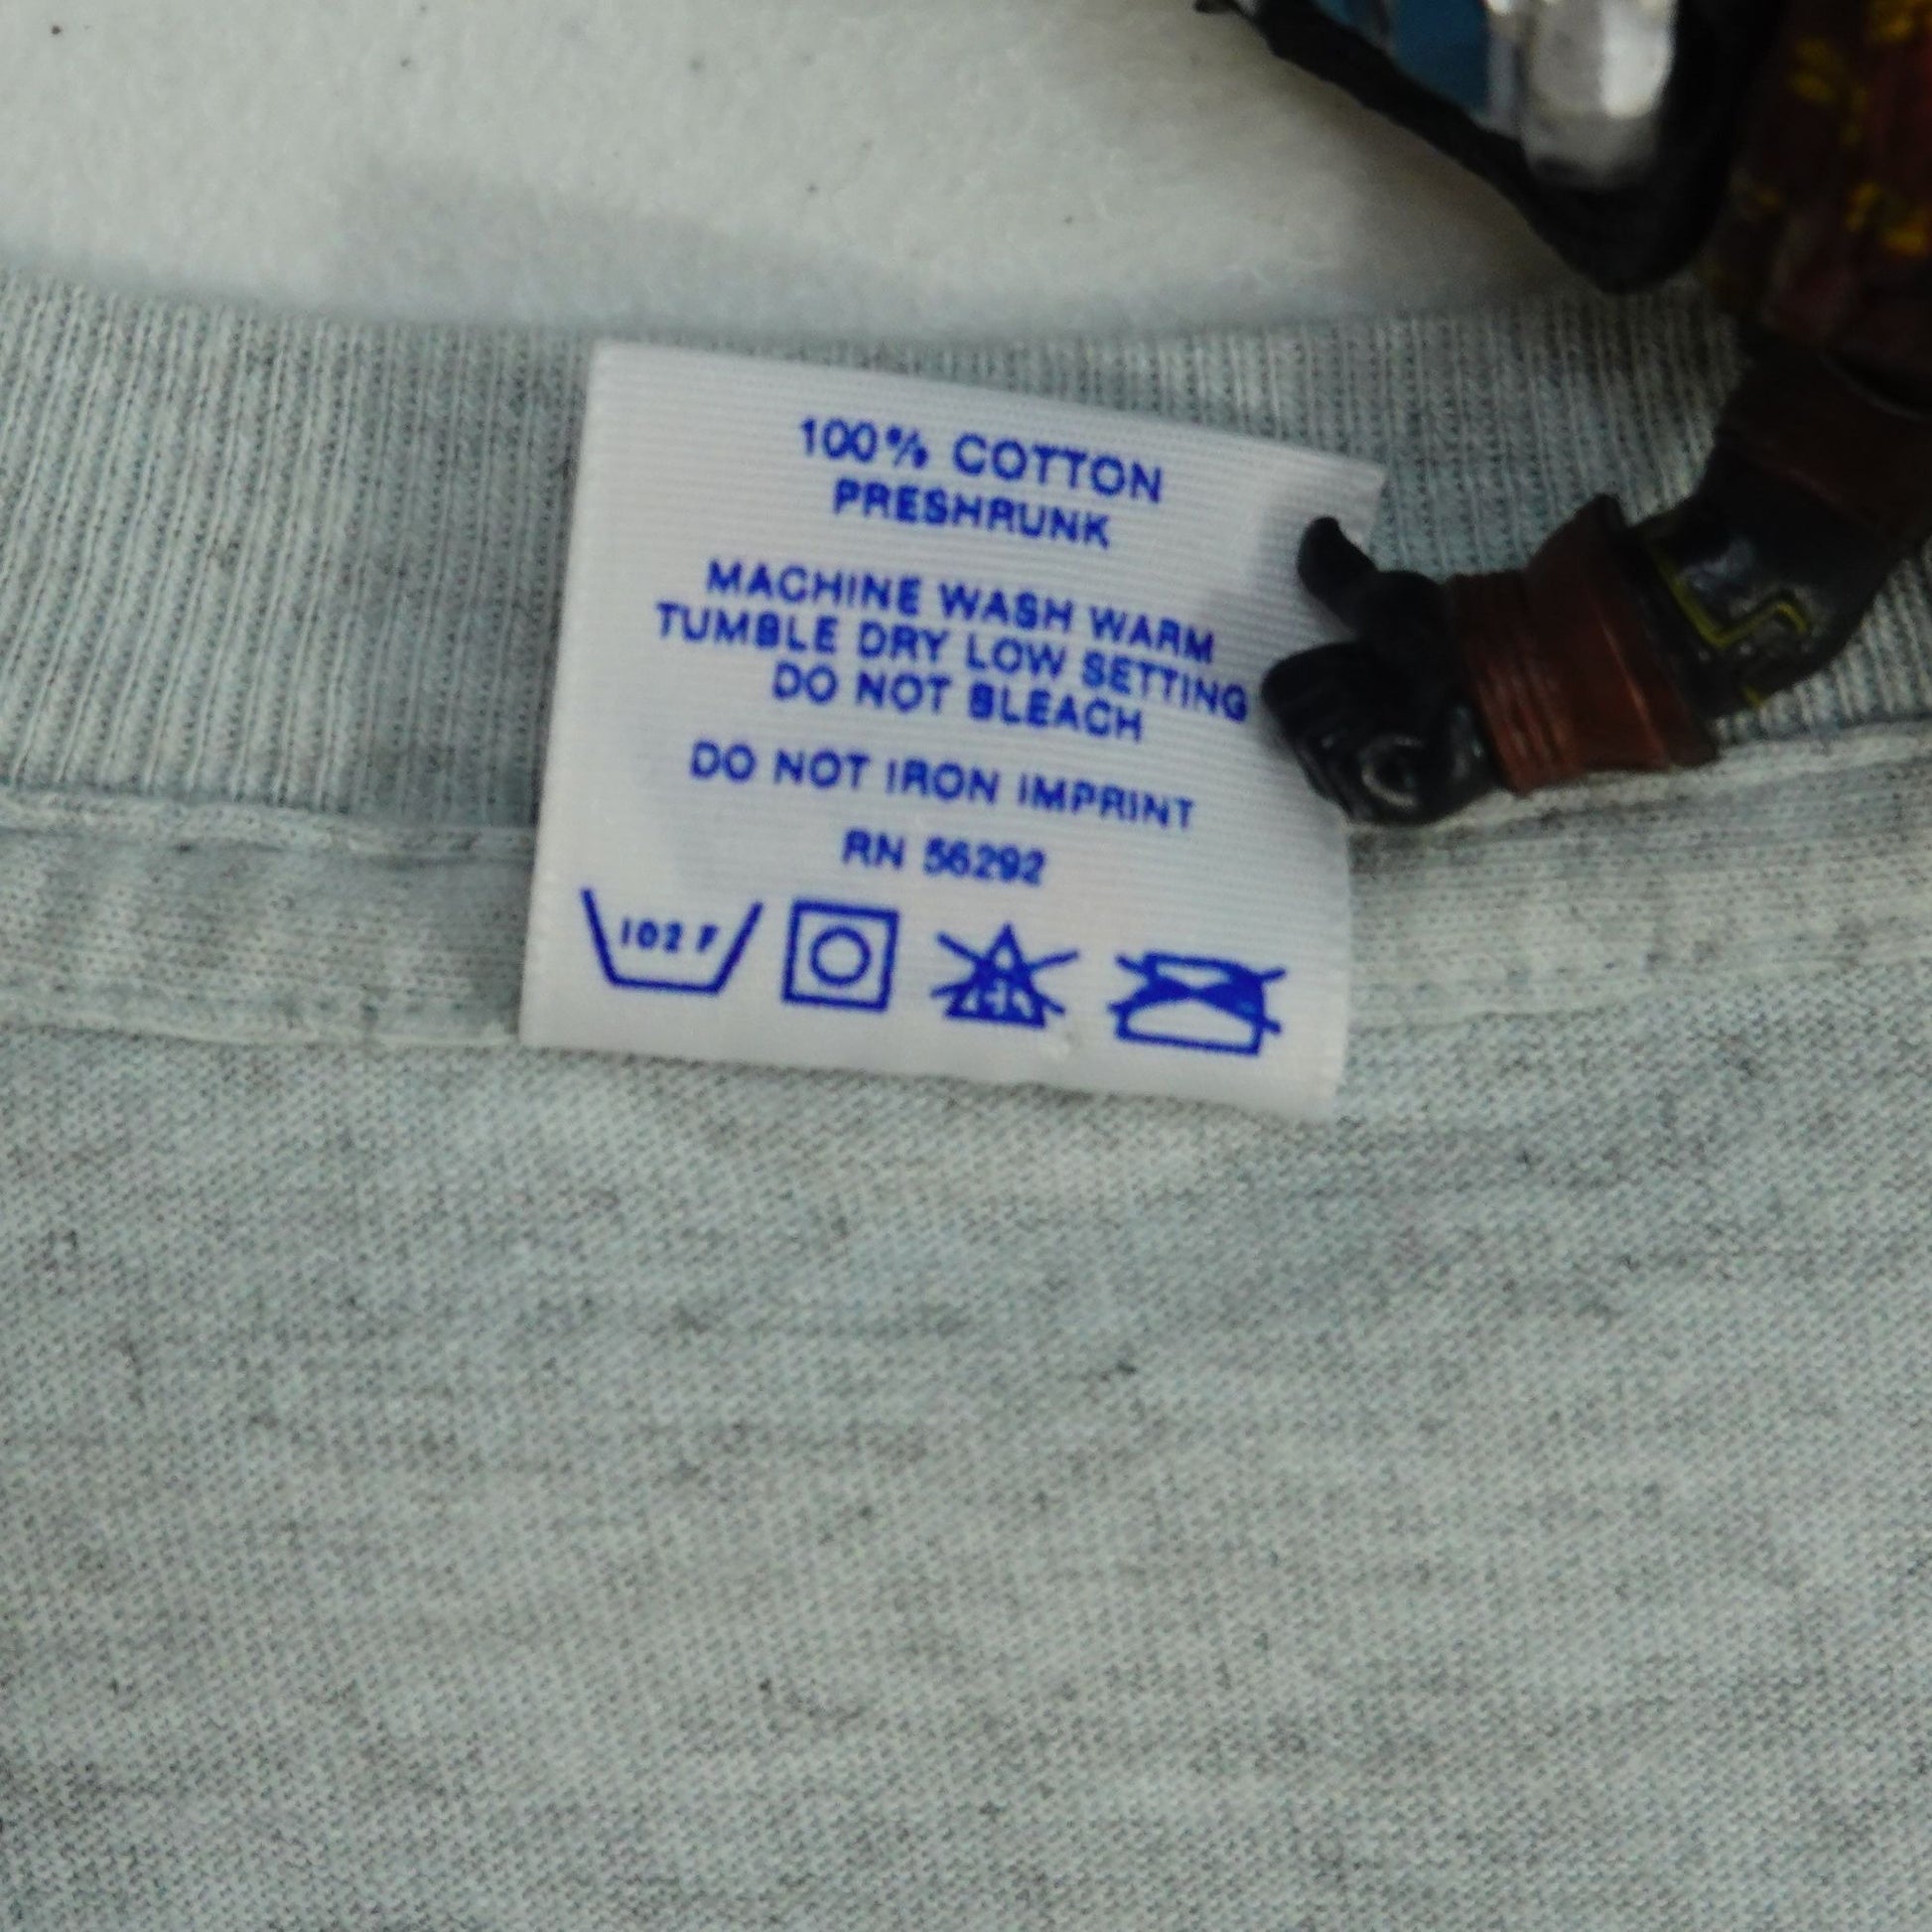 100% COTTON
PRESHRUNK
MACHINE WASH WARM
TUMBLE DRY LOW SETTING
DO NOT BLEACH
DO NOT IRON IMPRINT
RN 56292
102 F